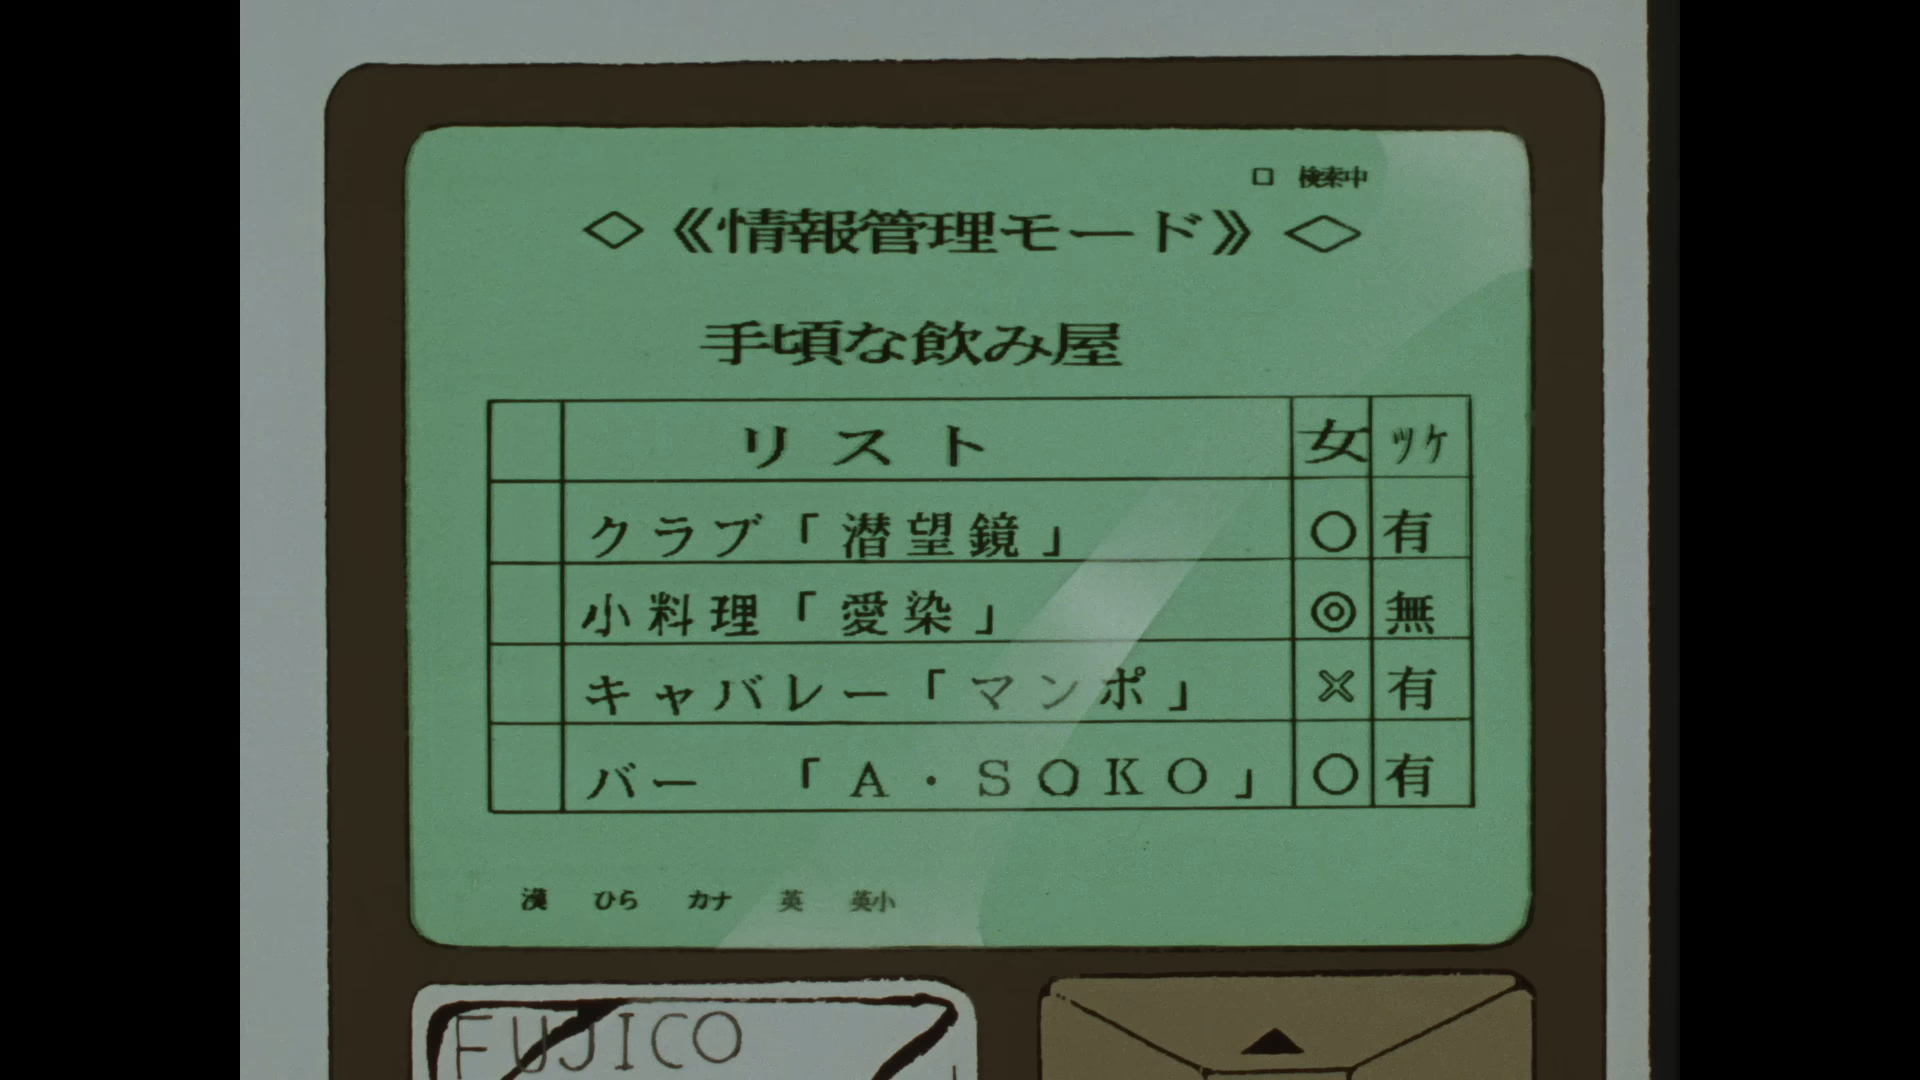 □ 検索中
◇《情報管理モード》◇
手頃な飲み屋
リスト 女 ツケ
クラブ「潜望鏡」 ○ 有
小料理「愛染」 ◎ 無
キャバレー「マンボ」 × 有
バー 「A・SOKO」 ○ 有
漢 ひら カナ 英 英小
FUJICO